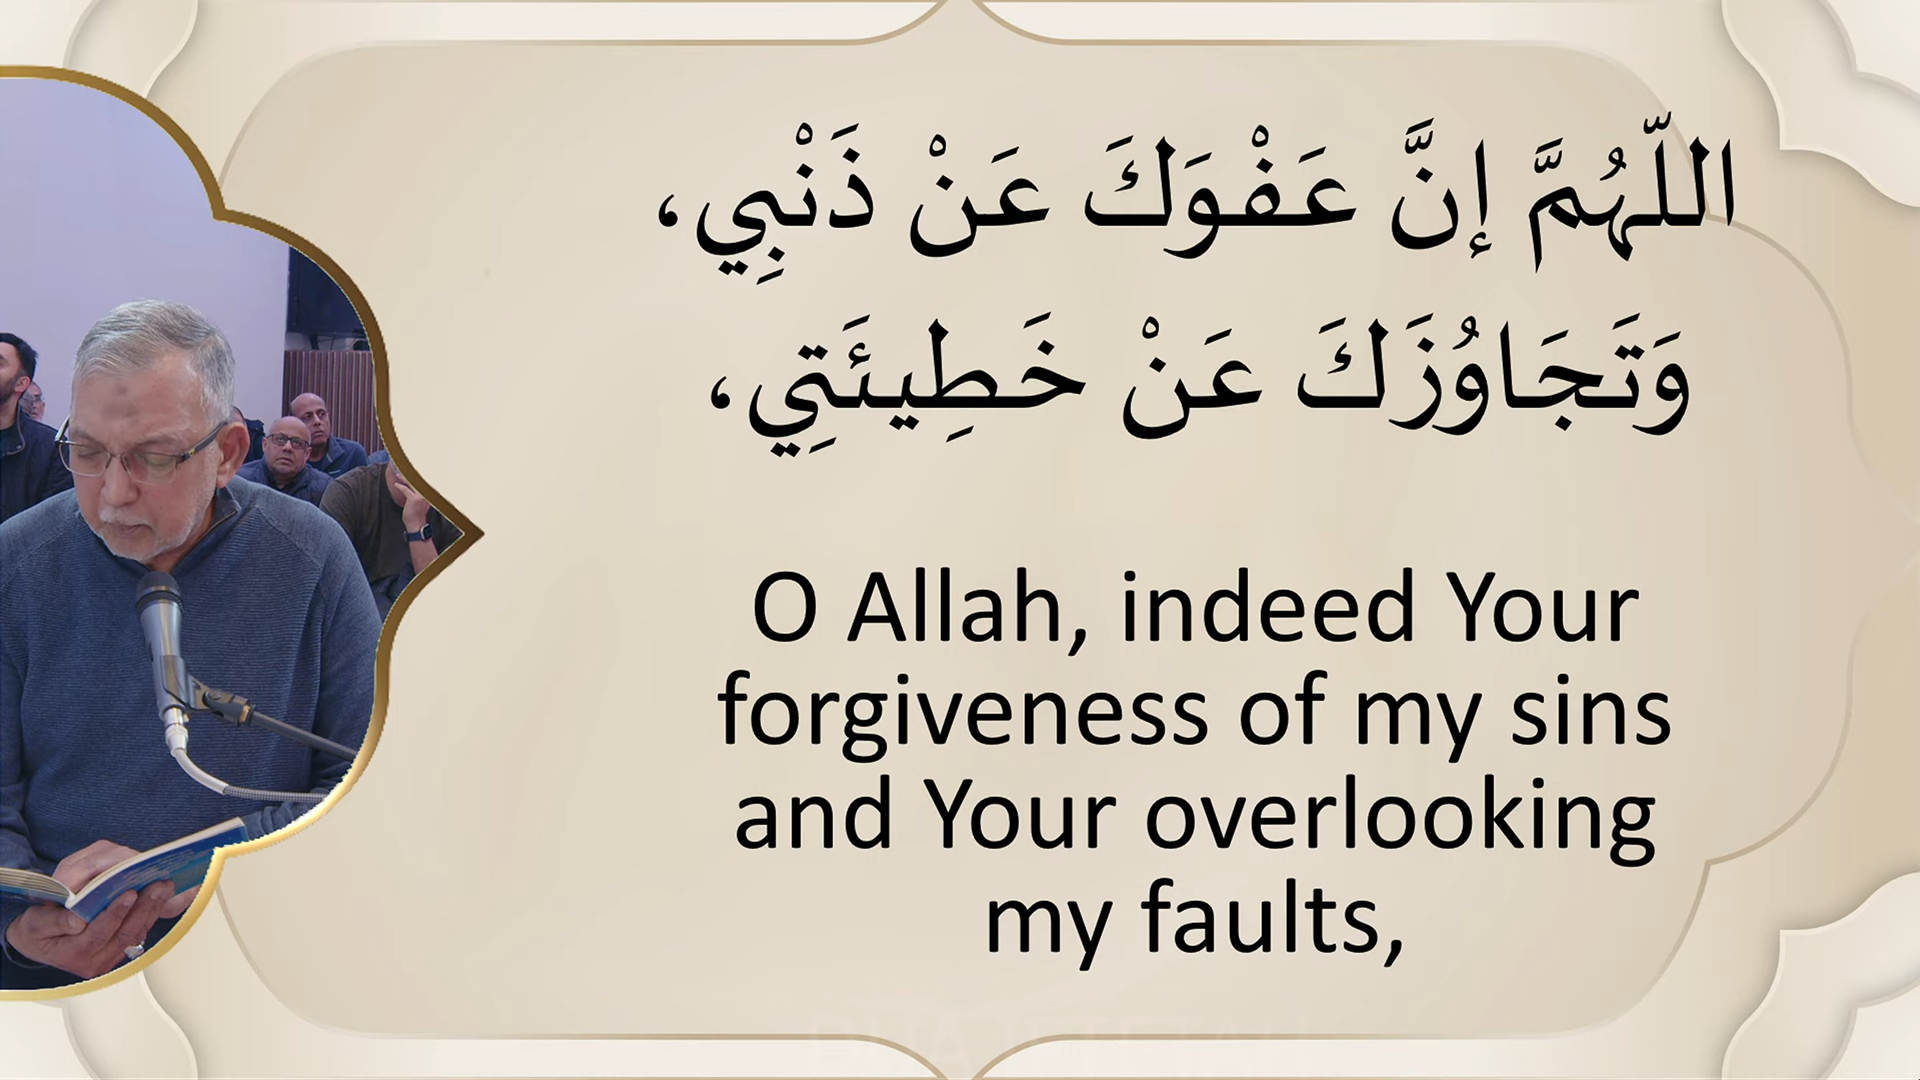 اللّهُمَّ إنَّ عَفْوَكَ عَنْ ذَنْبِي،
وَتَجَاوُزَكَ عَنْ خَطِيئَتِي،
O Allah, indeed Your
forgiveness of my sins
and Your overlooking
my faults,